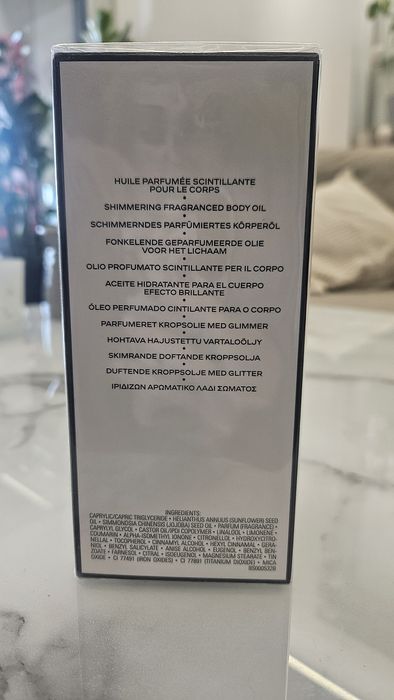 HUILE PARFUMÉE SCINTILLANTE
POUR LE CORPS
•
SHIMMERING FRAGRANCED BODY OIL
•
SCHIMMERNDES PARFÜMIERTES KÖRPERÖL
•
FONKELENDE GEPARFUMEERDE OLIE
VOOR HET LICHAAM
•
OLIO PROFUMATO SCINTILLANTE PER IL CORPO
•
ACEITE HIDRATANTE PARA EL CUERPO
EFECTO BRILLANTE
•
ÓLEO PERFUMADO CINTILANTE PARA O CORPO
•
PARFUMERET KROPSOLIE MED GLIMMER
•
HOHTAVA HAJUSTETTU VARTALOÖLJY
•
SKIMRANDE DOFTANDE KROPPSOLJA
•
DUFTENDE KROPPSOLJE MED GLITTER
•
ΙΡΙΔΙΖΩΝ ΑΡΩΜΑΤΙΚΟ ΛΑΔΙ ΣΩΜΑΤΟΣ
INGREDIENTS:
CAPRYLIC/CAPRIC TRIGLYCERIDE • HELIANTHUS ANNUUS (SUNFLOWER) SEED
OIL • SIMMONDSIA CHINENSIS (JOJOBA) SEED OIL • PARFUM (FRAGRANCE) •
CAPRYLYL GLYCOL • CASTOR OIL/IPDI COPOLYMER • LINALOOL • LIMONENE •
COUMARIN • ALPHA-ISOMETHYL IONONE • CITRONELLOL • HYDROXYCITRO-
NELLAL • TOCOPHEROL • CINNAMYL ALCOHOL • HEXYL CINNAMAL • GERA-
NIOL • BENZYL SALICYLATE • ANISE ALCOHOL • EUGENOL • BENZYL BEN-
ZOATE • FARNESOL • CITRAL • ISOEUGENOL • MAGNESIUM STEARATE • TIN
OXIDE • CI 77491 (IRON OXIDES) • CI 77891 (TITANIUM DIOXIDE) • MICA